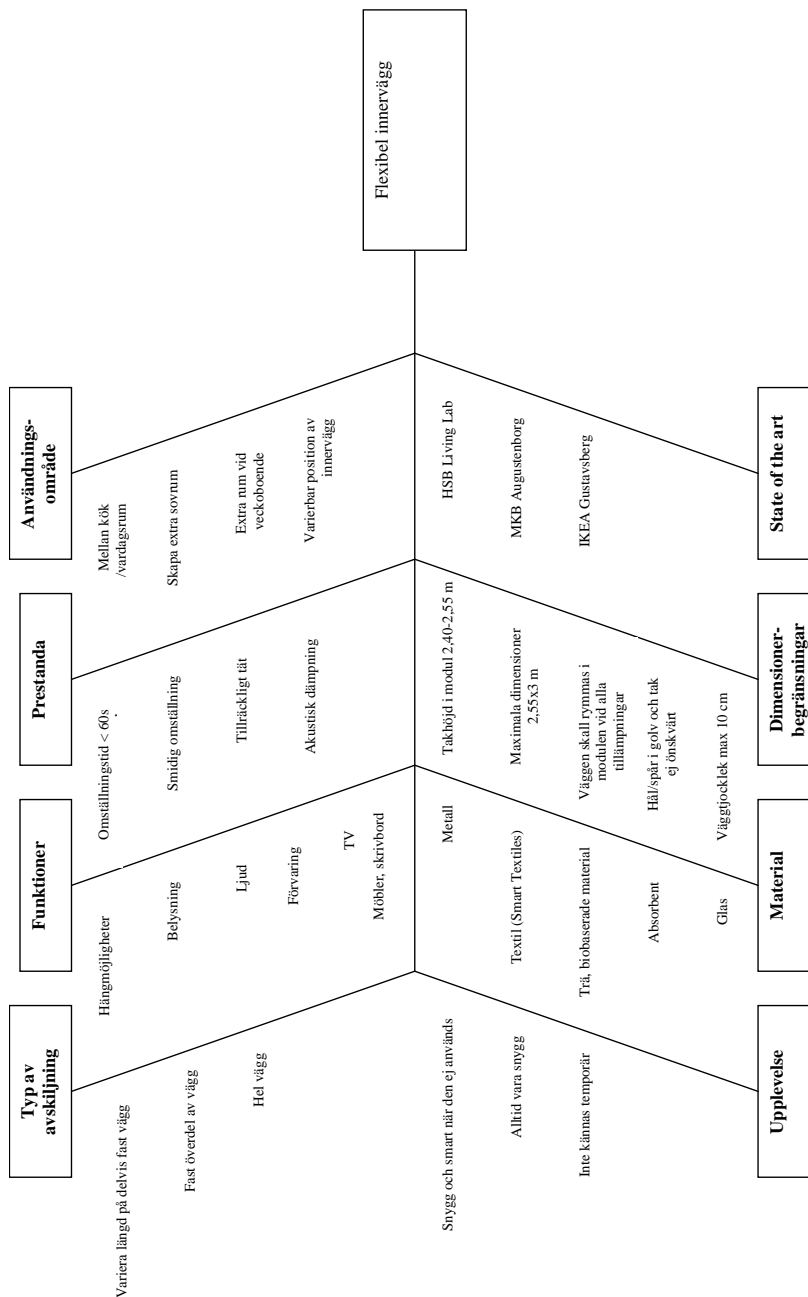 Typ av
avskiljning
Variera längd på delvis fast vägg
Fast överdel av vägg
Hel vägg
Funktioner
Hängmöjligheter
Belysning
Ljud
Förvaring
TV
Möbler, skrivbord
Prestanda
Omställningstid < 60s
.
Smidig omställning
Tillräckligt tät
Akustisk dämpning
Användnings-
område
Mellan kök
/vardagsrum
Skapa extra sovrum
Extra rum vid
veckoboende
Varierbar position av
innervägg
Flexibel innervägg
Snygg och smart när den ej används
Alltid vara snygg
Inte kännas temporär
Upplevelse
Metall
Textil (Smart Textiles)
Trä, biobaserade material
Absorbent
Glas
Material
Takhöjd i modul 2,40-2,55 m
Maximala dimensioner
2,55x3 m
Väggen skall rymmas i
modulen vid alla
tillämpningar
Hål/spår i golv och tak
ej önskvärt
Väggtjocklek max 10 cm
Dimensioner-
begränsningar
HSB Living Lab
MKB Augustenborg
IKEA Gustavsberg
State of the art